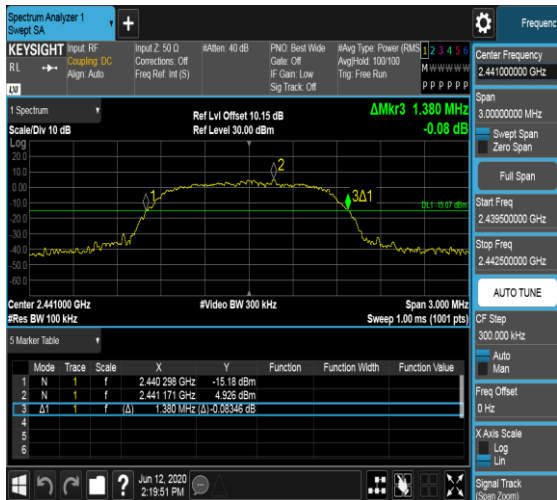 Spectrum Analyzer 1
Swept SA
+
Frequenc
KEYSIGHT Input: RF Input Z: 50 Ω #Atten: 40 dB PNO: Best Wide #Avg Type: Power (RMS 1 2 3 4 5 6
RL Coupling: DC Corrections: Off Gate: Off Avg|Hold: 100/100 M W W W W W
Align: Auto Freq Ref: Int (S) IF Gain: Low Trig: Free Run
Sig Track: Off P P P P P P
LXI
1 Spectrum
Ref Lvl Offset 10.15 dB ΔMkr3 1.380 MHz
Scale/Div 10 dB Ref Level 30.00 dBm -0.08 dB
Log
20.0
10.0
0.00
-10.0
-20.0
-30.0
-40.0
-50.0
-60.0
1
2
3Δ1
DL1 -15.07 dBm
Center 2.441000 GHz #Video BW 300 kHz Span 3.000 MHz
#Res BW 100 kHz Sweep 1.00 ms (1001 pts)
5 Marker Table
Mode Trace Scale X Y Function Function Width Function Value
1 N 1 f 2.440 298 GHz -15.18 dBm
2 N 1 f 2.441 171 GHz 4.926 dBm
3 Δ1 1 f (Δ) 1.380 MHz (Δ) -0.08346 dB
4
5
6
Jun 12, 2020
2:19:51 PM
?
Center Frequency
2.441000000 GHz
Span
3.00000000 MHz
Swept Span
Zero Span
Full Span
Start Freq
2.439500000 GHz
Stop Freq
2.442500000 GHz
AUTO TUNE
CF Step
300.000 kHz
Auto
Man
Freq Offset
0 Hz
X Axis Scale
Log
Lin
Signal Track
(Span Zoom)